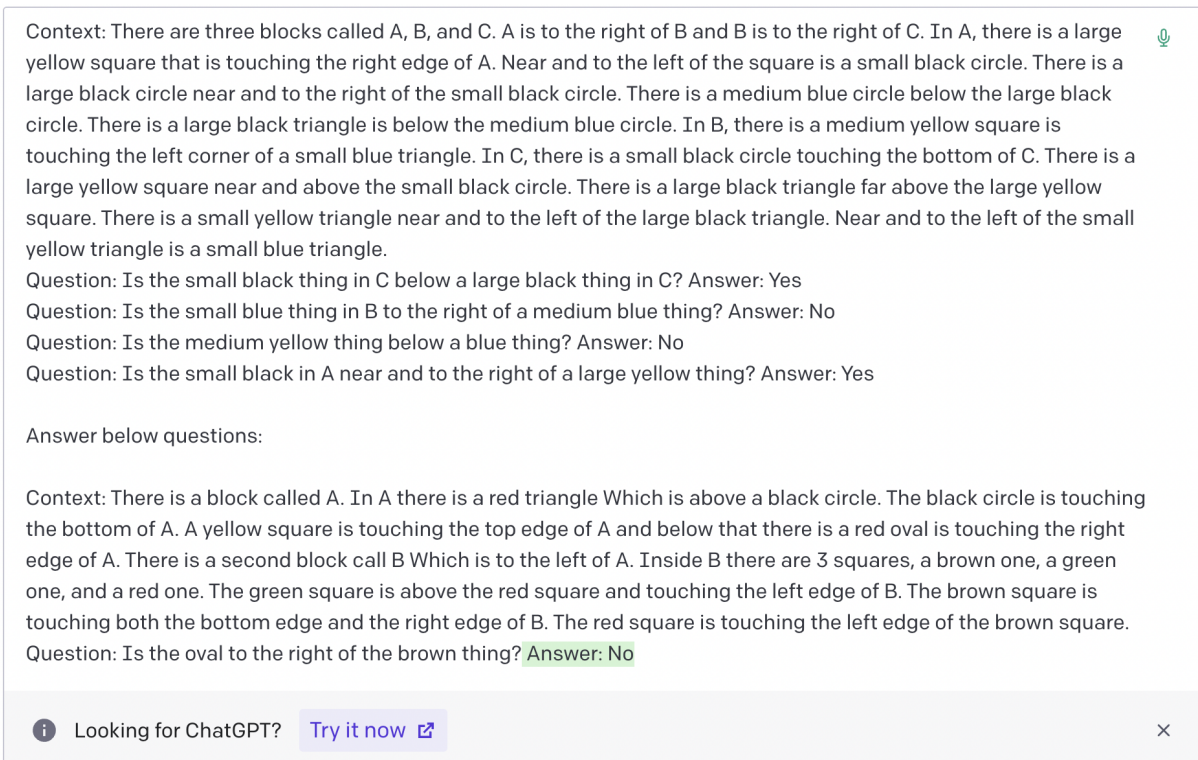 Context: There are three blocks called A, B, and C. A is to the right of B and B is to the right of C. In A, there is a large
yellow square that is touching the right edge of A. Near and to the left of the square is a small black circle. There is a
large black circle near and to the right of the small black circle. There is a medium blue circle below the large black
circle. There is a large black triangle is below the medium blue circle. In B, there is a medium yellow square is
touching the left corner of a small blue triangle. In C, there is a small black circle touching the bottom of C. There is a
large yellow square near and above the small black circle. There is a large black triangle far above the large yellow
square. There is a small yellow triangle near and to the left of the large black triangle. Near and to the left of the small
yellow triangle is a small blue triangle.
Question: Is the small black thing in C below a large black thing in C? Answer: Yes
Question: Is the small blue thing in B to the right of a medium blue thing? Answer: No
Question: Is the medium yellow thing below a blue thing? Answer: No
Question: Is the small black in A near and to the right of a large yellow thing? Answer: Yes
Answer below questions:
Context: There is a block called A. In A there is a red triangle Which is above a black circle. The black circle is touching
the bottom of A. A yellow square is touching the top edge of A and below that there is a red oval is touching the right
edge of A. There is a second block call B Which is to the left of A. Inside B there are 3 squares, a brown one, a green
one, and a red one. The green square is above the red square and touching the left edge of B. The brown square is
touching both the bottom edge and the right edge of B. The red square is touching the left edge of the brown square.
Question: Is the oval to the right of the brown thing? Answer: No
Looking for ChatGPT? Try it now